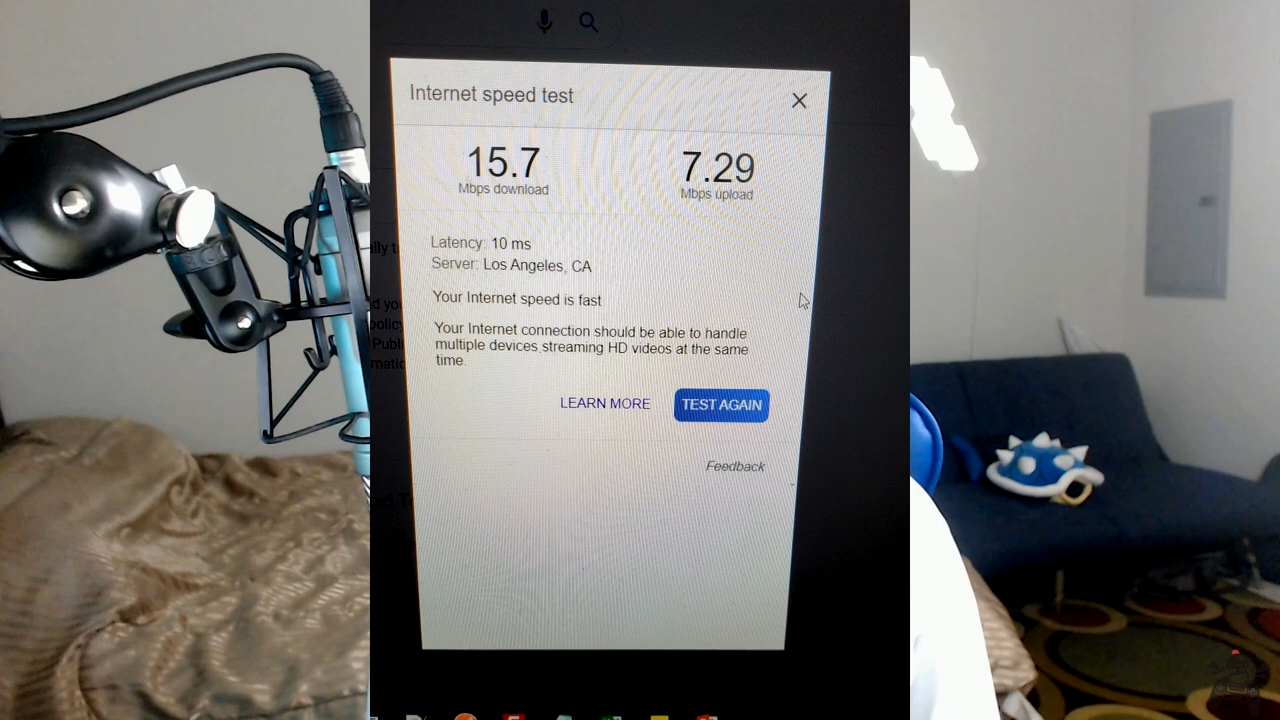 Internet speed test
15.7
Mbps download
7.29
Mbps upload
Latency: 10 ms
Server: Los Angeles, CA
Your Internet speed is fast
Your Internet connection should be able to handle
multiple devices streaming HD videos at the same
time.
LEARN MORE
TEST AGAIN
Feedback